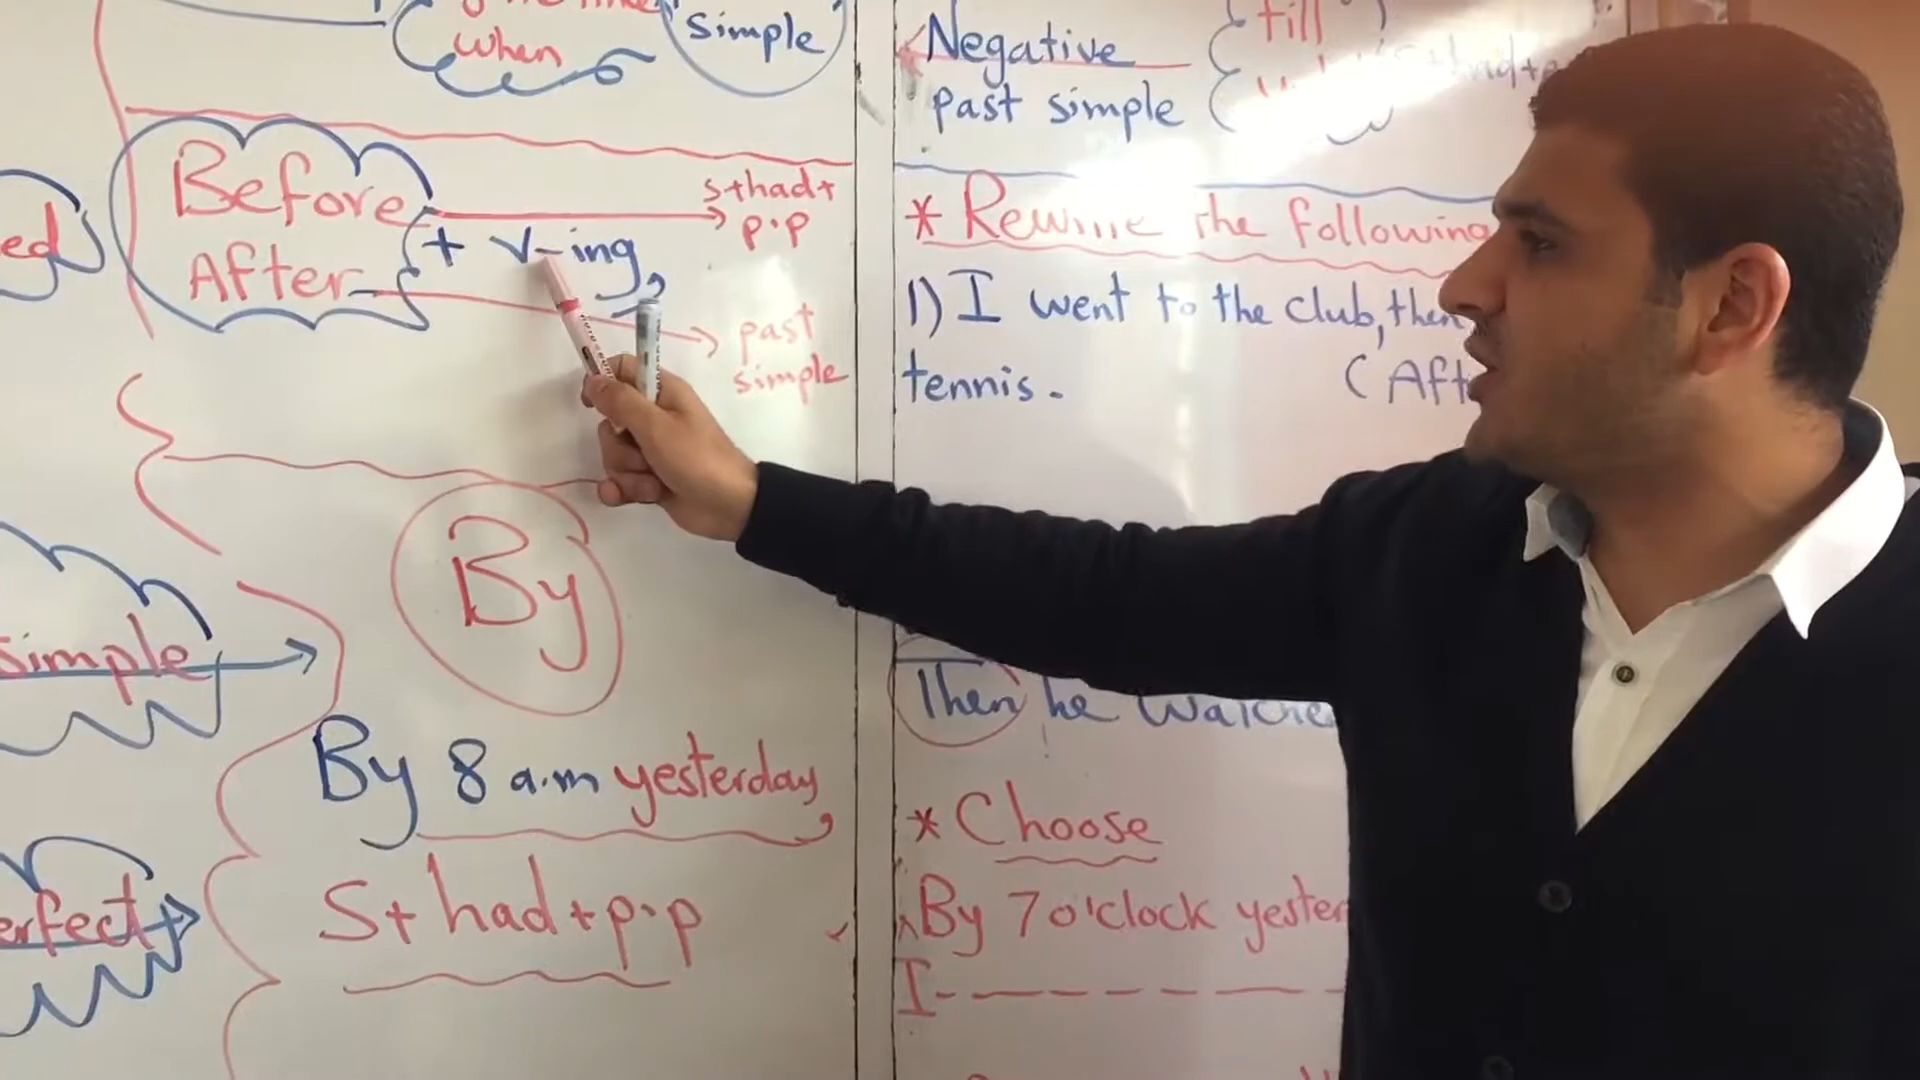 when
simple
Before
After
+ v-ing,
s+had+
p.p
past
simple
ed
By
simple
By 8 a.m yesterday
erfect
S+had+p.p
Negative
past simple
till
had+p
* Rewrite the following
1) I went to the club, then
tennis.
(Aft
Then he watche
* Choose
By 7 o'clock yester
I- - - - - - - -